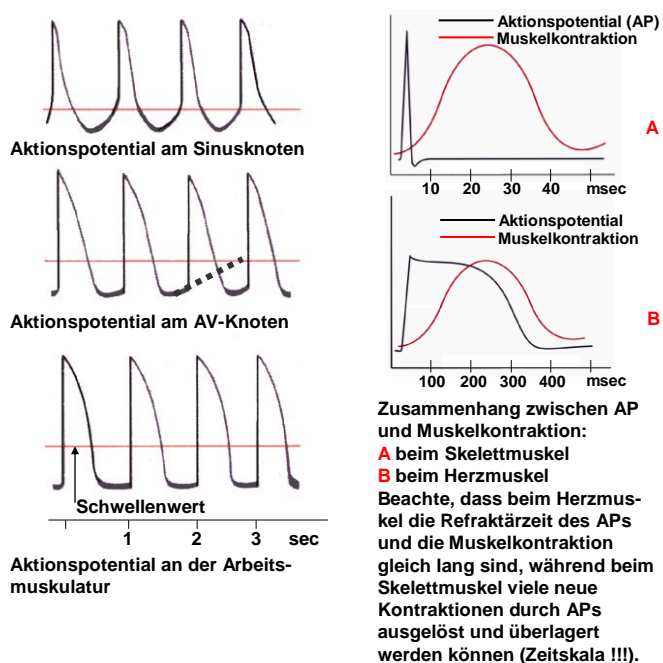 Aktionspotential am Sinusknoten
Aktionspotential am AV-Knoten
Schwellenwert
1 2 3 sec
Aktionspotential an der Arbeits-
muskulatur
Aktionspotential (AP)
Muskelkontraktion
A
10 20 30 40 msec
Aktionspotential
Muskelkontraktion
B
100 200 300 400 msec
Zusammenhang zwischen AP
und Muskelkontraktion:
A beim Skelettmuskel
B beim Herzmuskel
Beachte, dass beim Herzmus-
kel die Refraktärzeit des APs
und die Muskelkontraktion
gleich lang sind, während beim
Skelettmuskel viele neue
Kontraktionen durch APs
ausgelöst und überlagert
werden können (Zeitskala !!!).